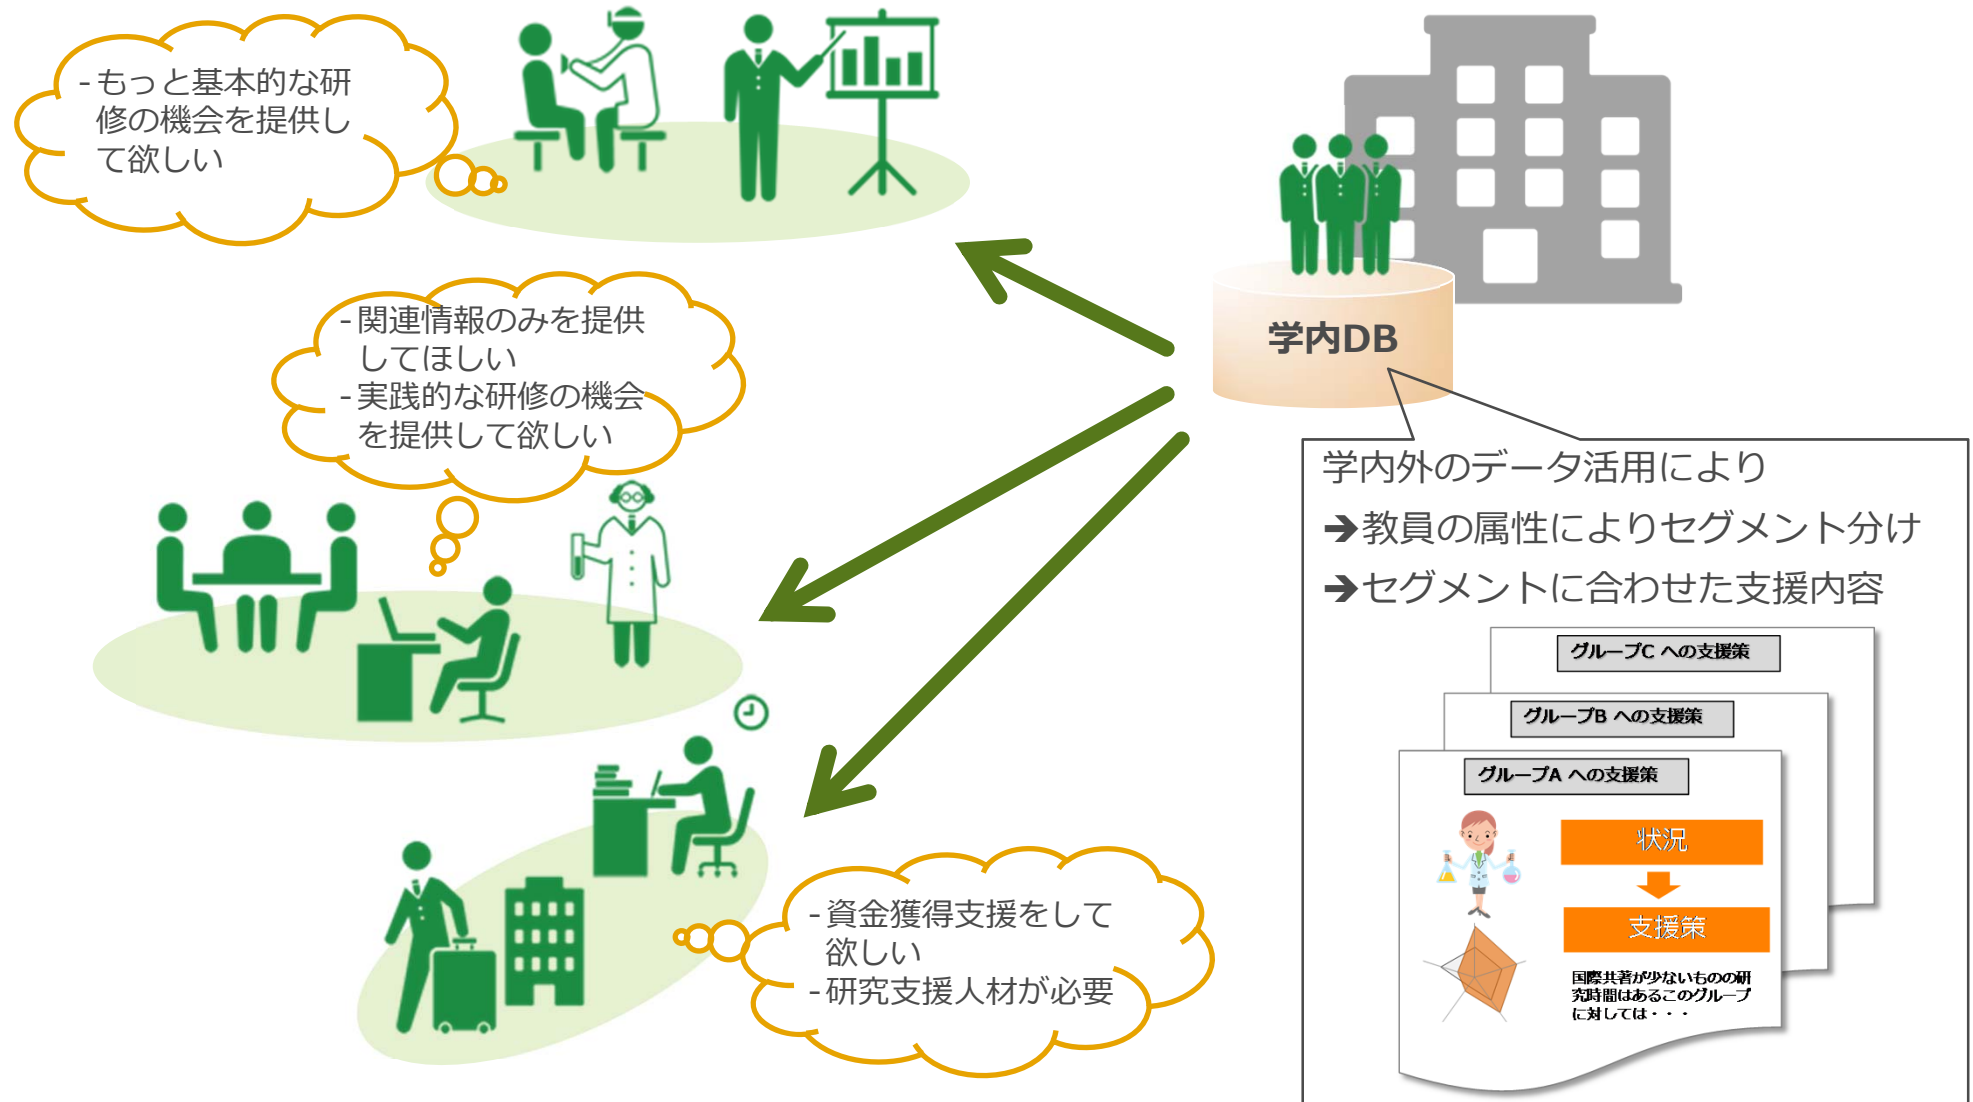 -もっと基本的な研
修の機会を提供し
て欲しい
-関連情報のみを提供
してほしい
-実践的な研修の機会
を提供して欲しい
-資金獲得支援をして
欲しい
-研究支援人材が必要
学内DB
学内外のデータ活用により
➔教員の属性によりセグメント分け
➔セグメントに合わせた支援内容
グループC への支援策
グループB への支援策
グループA への支援策
状況
支援策
国際共著が少ないものの研
究時間はあるこのグループ
に対しては・・・